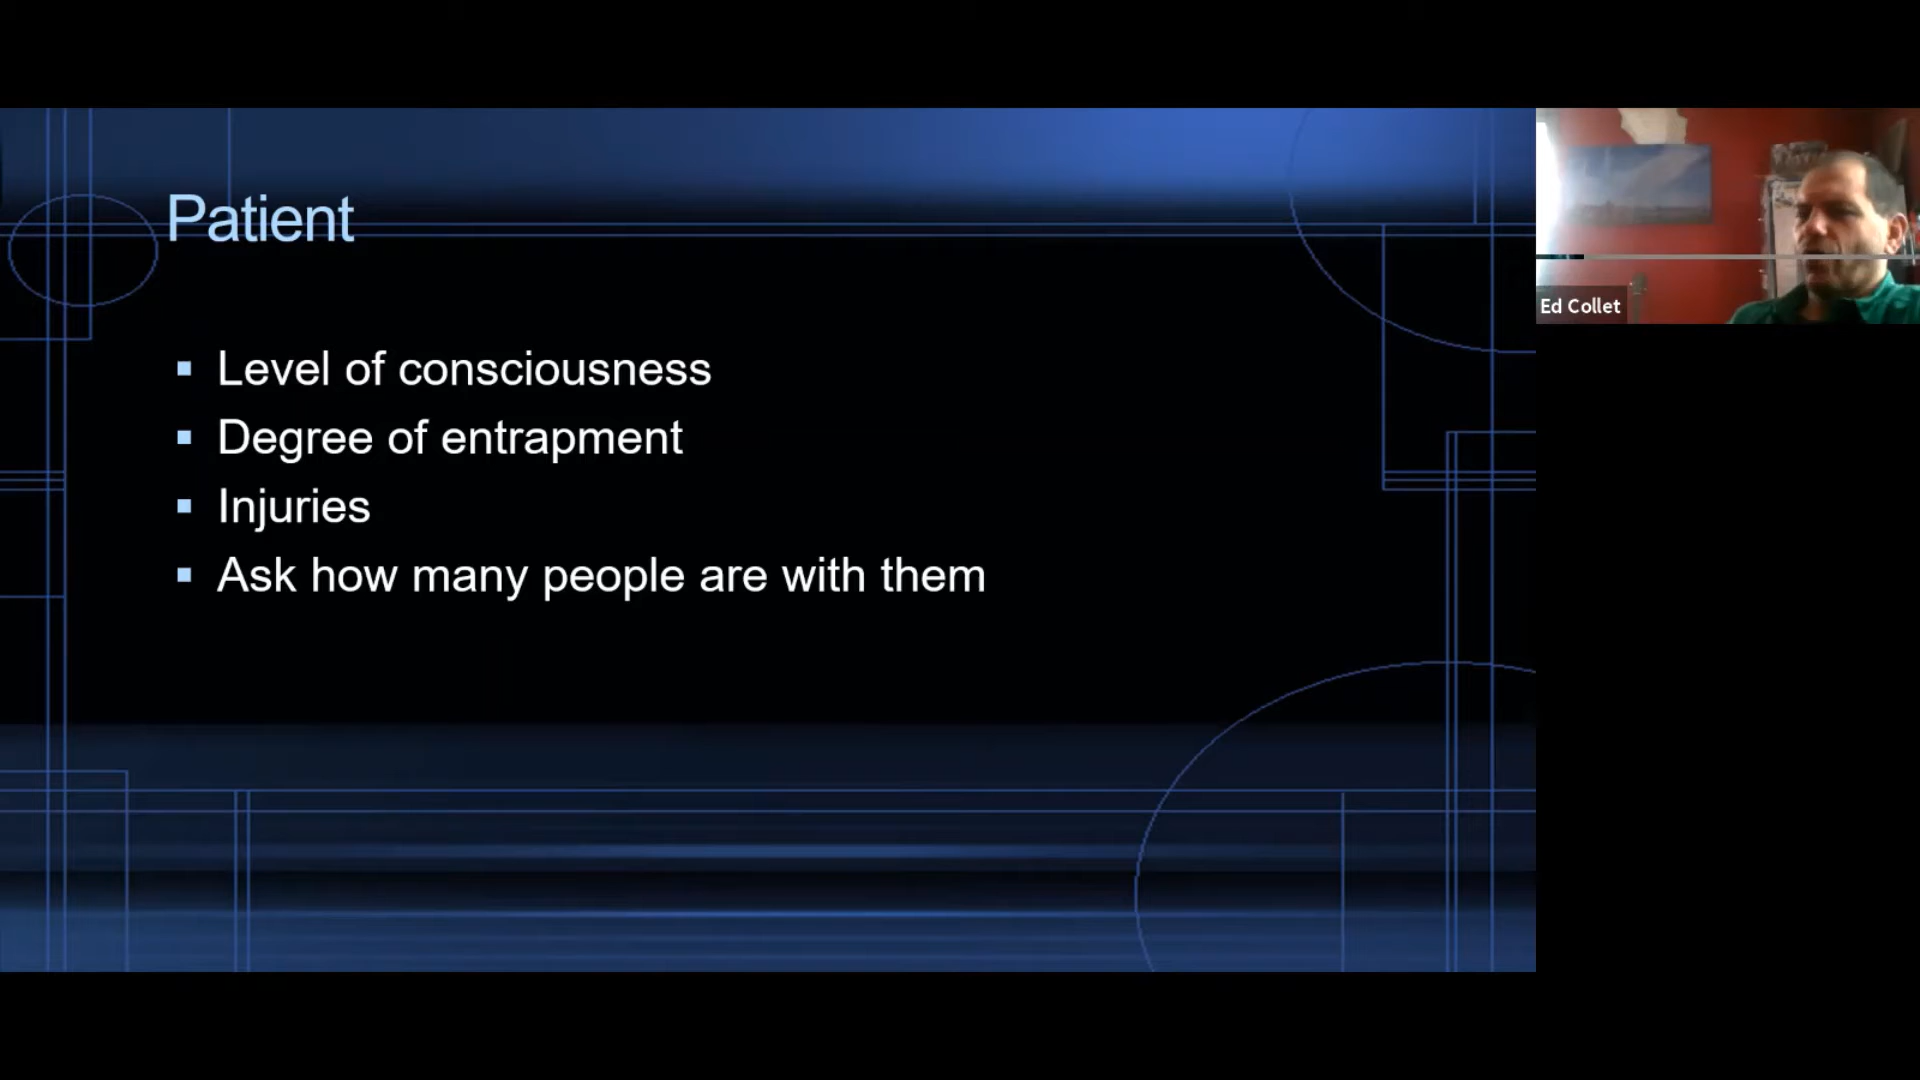 Patient
Level of consciousness
Degree of entrapment
Injuries
Ask how many people are with them
Ed Collet